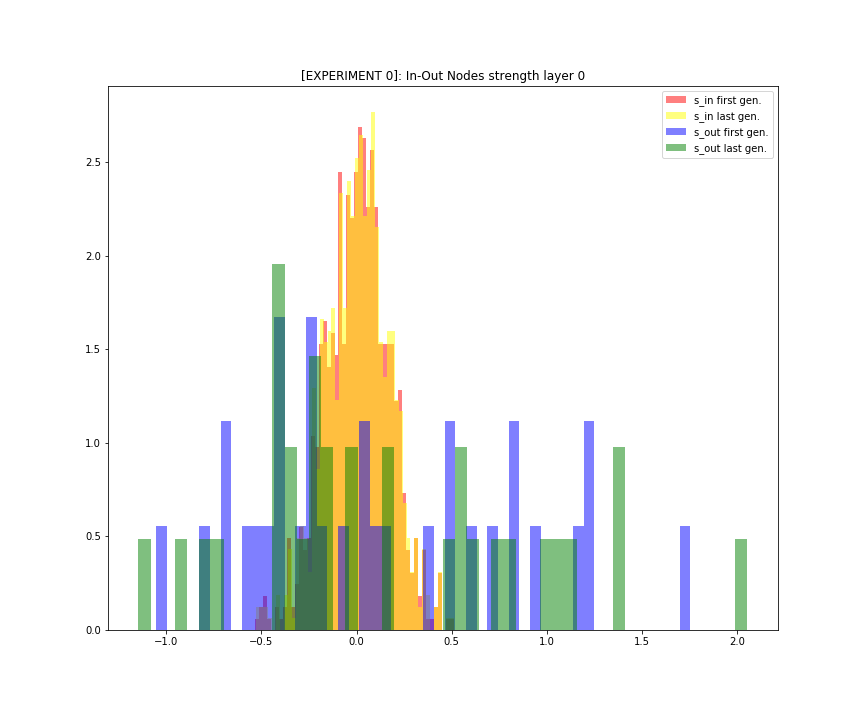 [EXPERIMENT 0]: In-Out Nodes strength layer 0
s_in first gen.
s_in last gen.
s_out first gen.
s_out last gen.
2.5
2.0
1.5
1.0
0.5
0.0
−1.0 −0.5 0.0 0.5 1.0 1.5 2.0